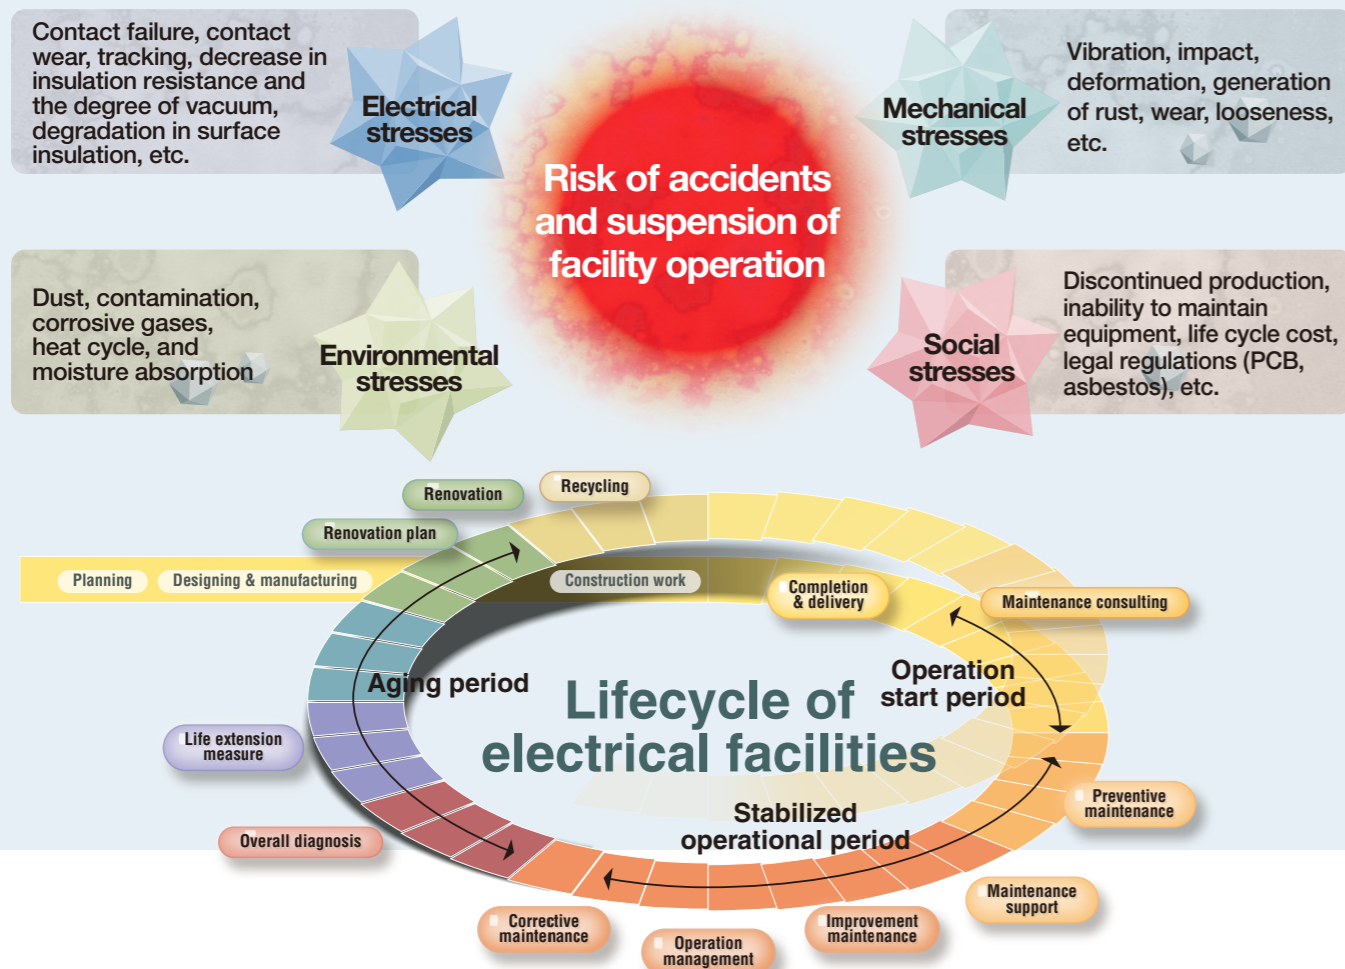 Contact failure, contact
wear, tracking, decrease in
insulation resistance and
the degree of vacuum,
degradation in surface
insulation, etc.
Electrical
stresses
Risk of accidents
and suspension of
facility operation
Mechanical
stresses
Vibration, impact,
deformation, generation
of rust, wear, looseness,
etc.
Dust, contamination,
corrosive gases,
heat cycle, and
moisture absorption
Environmental
stresses
Social
stresses
Discontinued production,
inability to maintain
equipment, life cycle cost,
legal regulations (PCB,
asbestos), etc.
Renovation
Recycling
Renovation plan
Planning
Designing & manufacturing
Construction work
Completion
& delivery
Maintenance consulting
Aging period
Operation
start period
Lifecycle of
electrical facilities
Life extension
measure
Stabilized
operational period
Preventive
maintenance
Overall diagnosis
Maintenance
support
Corrective
maintenance
Operation
management
Improvement
maintenance